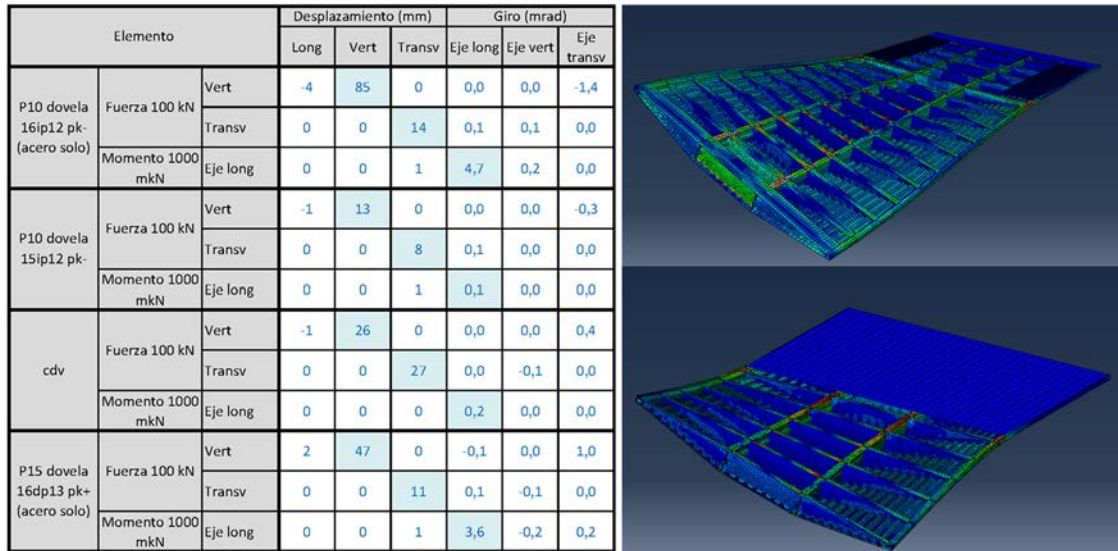 Elemento Desplazamiento (mm) Giro (mrad)
Long Vert Transv Eje long Eje vert Eje
transv
P10 dovela
16ip12 pk-
(acero solo)
Fuerza 100 kN
Vert -4 85 0 0,0 0,0 -1,4
Transv 0 0 14 0,1 0,1 0,0
Momento 1000
mkN
Eje long 0 0 1 4,7 0,2 0,0
P10 dovela
15ip12 pk-
Fuerza 100 kN
Vert -1 13 0 0,0 0,0 -0,3
Transv 0 0 8 0,1 0,0 0,0
Momento 1000
mkN
Eje long 0 0 1 0,1 0,0 0,0
cdv
Fuerza 100 kN
Vert -1 26 0 0,0 0,0 0,4
Transv 0 0 27 0,0 -0,1 0,0
Momento 1000
mkN
Eje long 0 0 0 0,2 0,0 0,0
P15 dovela
16dp13 pk+
(acero solo)
Fuerza 100 kN
Vert 2 47 0 -0,1 0,0 1,0
Transv 0 0 11 0,1 -0,1 0,0
Momento 1000
mkN
Eje long 0 0 1 3,6 -0,2 0,2